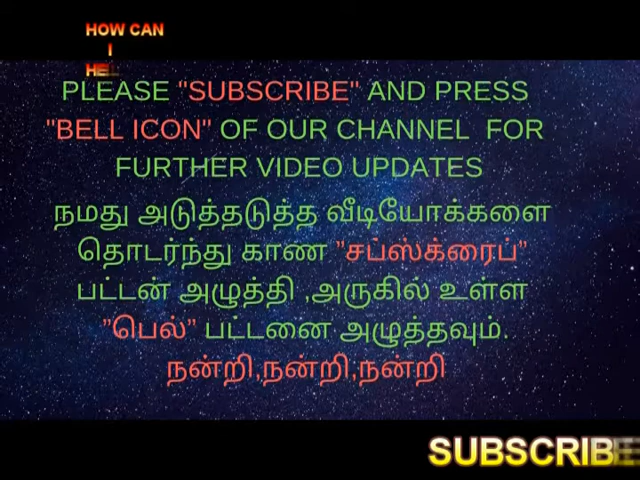 HOW CAN
I
PLEASE "SUBSCRIBE" AND PRESS
"BELL ICON" OF OUR CHANNEL FOR
FURTHER VIDEO UPDATES
நமது அடுத்தடுத்த வீடியோக்களை
தொடர்ந்து காண "சப்ஸ்க்ரைப்"
பட்டன் அழுத்தி ,அருகில் உள்ள
"பெல்" பட்டனை அழுத்தவும்.
நன்றி,நன்றி,நன்றி
SUBSCRIBE